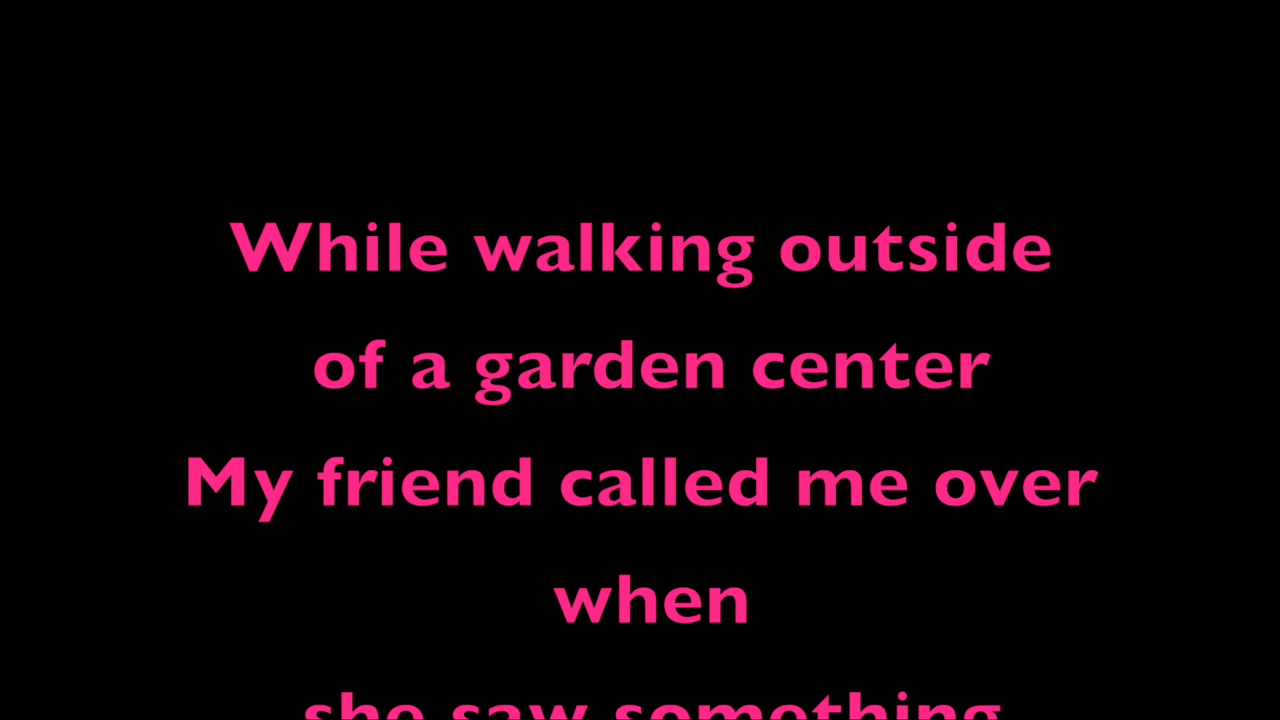 While walking outside
of a garden center
My friend called me over
when
she saw something